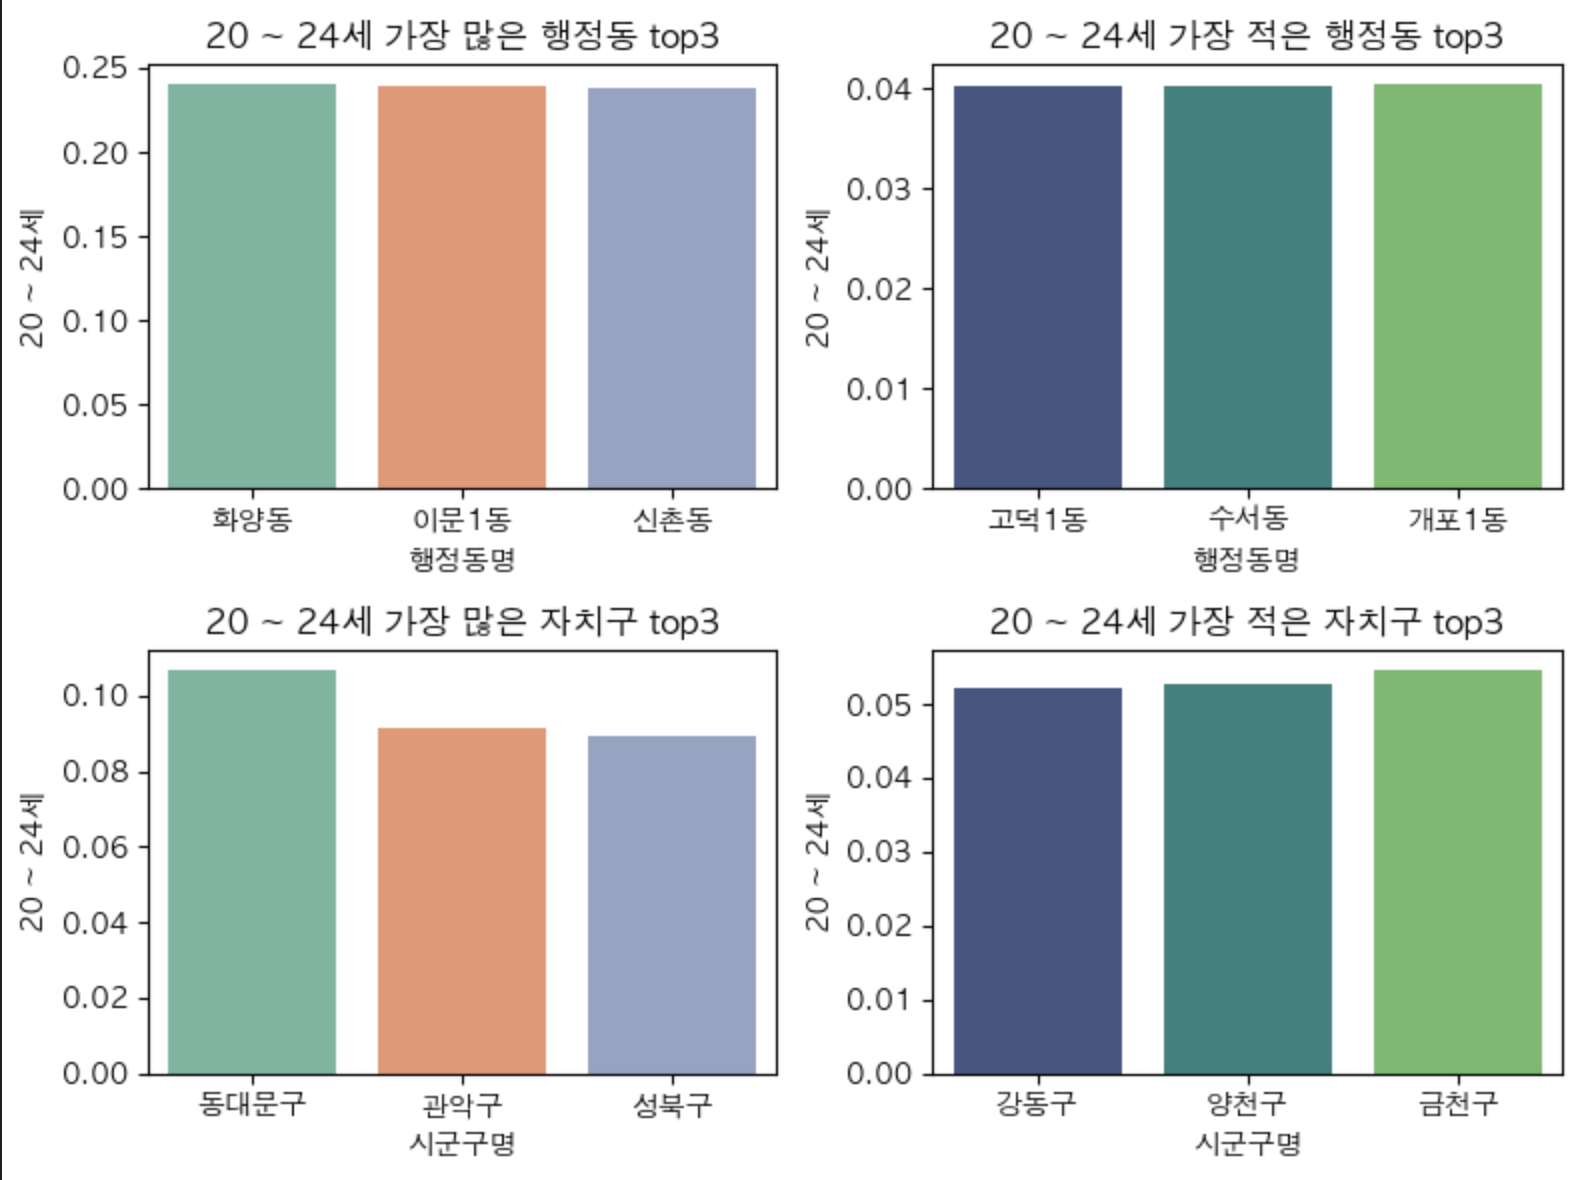 20 ~ 24세 가장 많은 행정동 top3
20 ~ 24세
0.25
0.20
0.15
0.10
0.05
0.00
화양동 이문1동 신촌동
행정동명
20 ~ 24세 가장 적은 행정동 top3
20 ~ 24세
0.04
0.03
0.02
0.01
0.00
고덕1동 수서동 개포1동
행정동명
20 ~ 24세 가장 많은 자치구 top3
20 ~ 24세
0.10
0.08
0.06
0.04
0.02
0.00
동대문구 관악구 성북구
시군구명
20 ~ 24세 가장 적은 자치구 top3
20 ~ 24세
0.05
0.04
0.03
0.02
0.01
0.00
강동구 양천구 금천구
시군구명